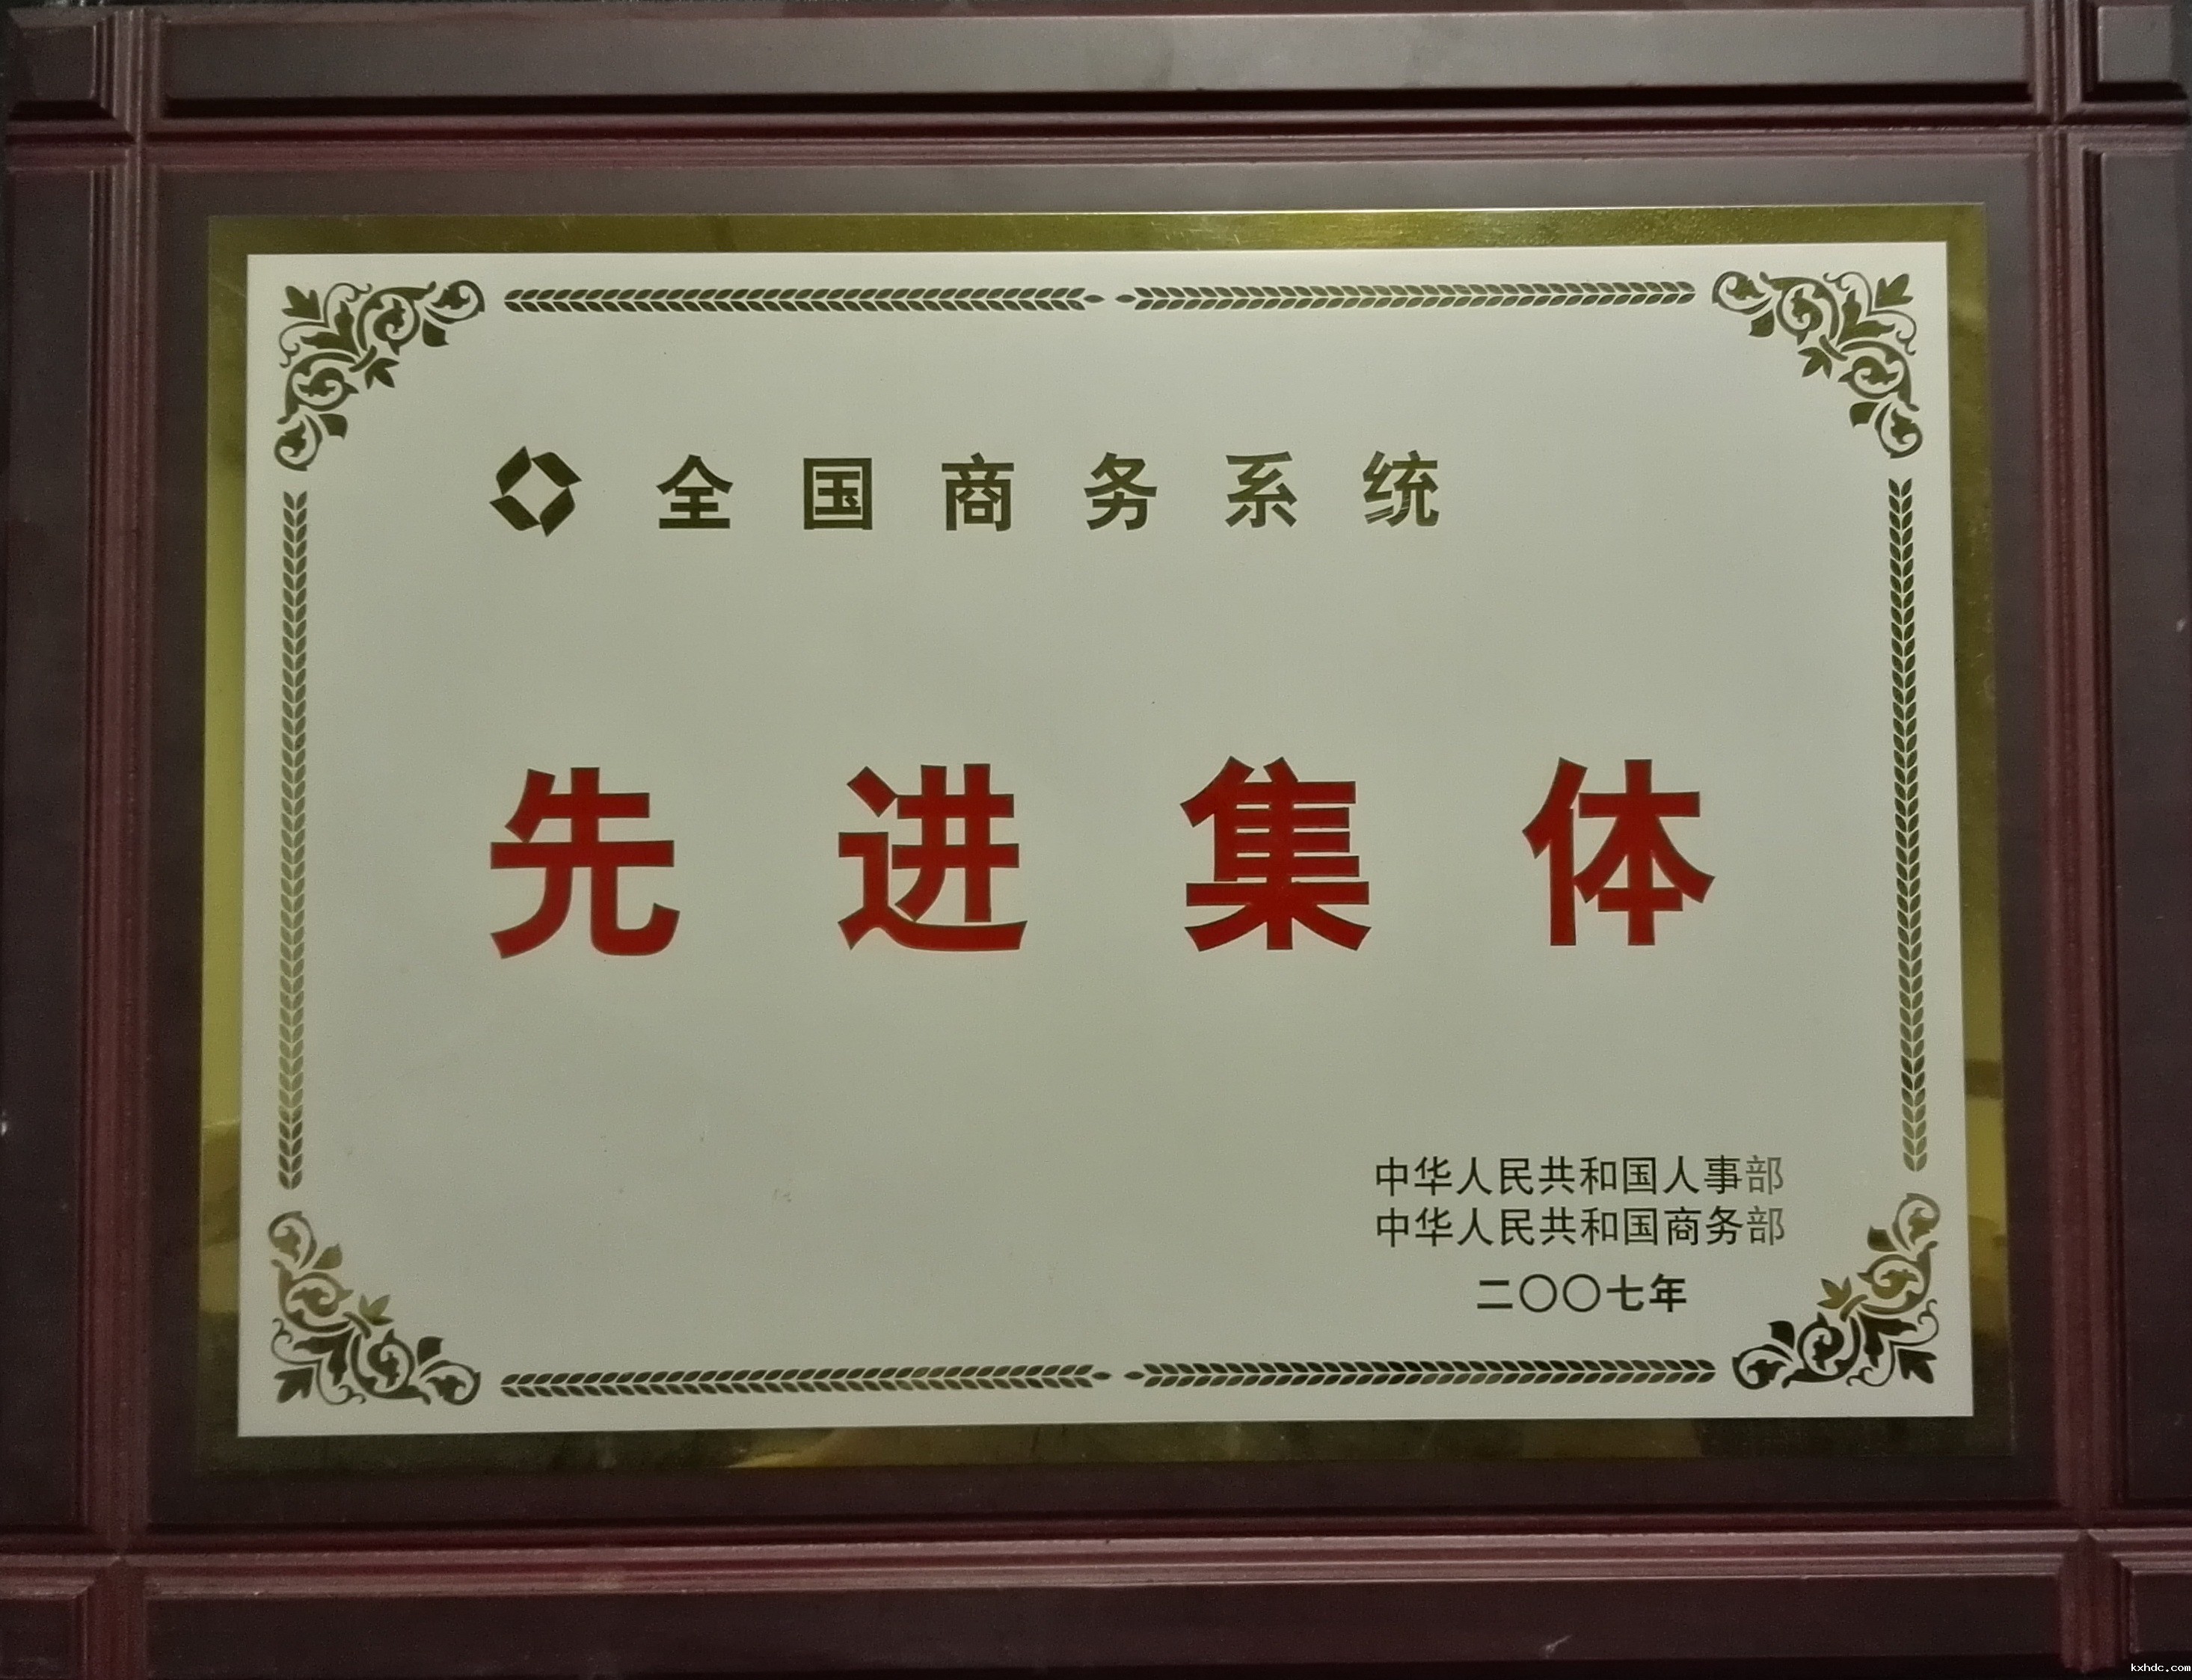 全国商务系统
先进集体
中华人民共和国人事部
中华人民共和国商务部
二〇〇七年
kxhdc.com